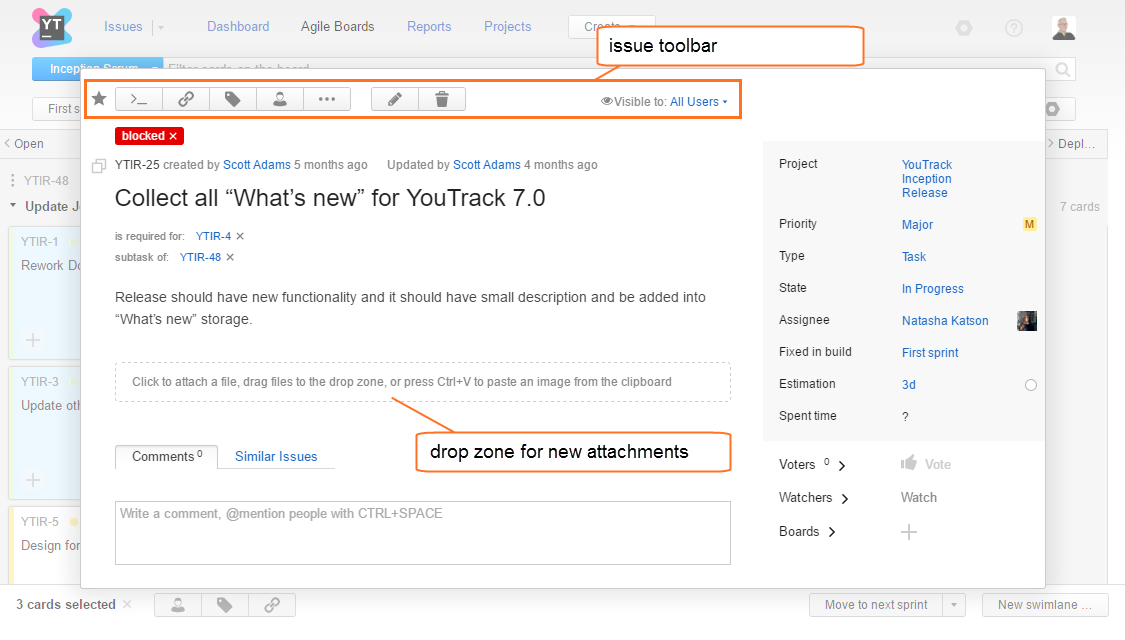 YT
Issues
Dashboard
Agile Boards
Reports
Projects
Create
issue toolbar
Inception Scrum
Filter cards on the board
First s
Visible to: All Users
Open
blocked ×
Depl...
YTIR-25 created by Scott Adams 5 months ago Updated by Scott Adams 4 months ago
Project
YouTrack
Inception
Release
YTIR-48
Collect all “What’s new” for YouTrack 7.0
Update J
7 cards
Priority
Major
M
is required for: YTIR-4 ×
YTIR-1
subtask of: YTIR-48 ×
Type
Task
Rework Do
State
In Progress
Release should have new functionality and it should have small description and be added into
“What’s new” storage.
Assignee
Natasha Katson
Fixed in build
First sprint
YTIR-3
Click to attach a file, drag files to the drop zone, or press Ctrl+V to paste an image from the clipboard
Estimation
3d
Update oth
Spent time
?
drop zone for new attachments
Comments 0
Similar Issues
Voters 0
Vote
Watchers
Watch
Write a comment, @mention people with CTRL+SPACE
YTIR-5
Boards
Design for
3 cards selected ×
Move to next sprint
New swimlane ...